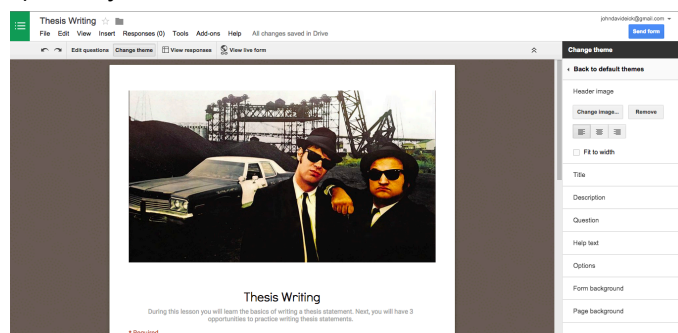 Thesis Writing
johndavideick@gmail.com
File Edit View Insert Responses (0) Tools Add-ons Help All changes saved in Drive
Send form
Edit questions Change theme View responses View live form
Change theme
Back to default themes
Header image
Change image... Remove
Fit to width
Title
Description
Question
Help text
Options
Form background
Page background
Thesis Writing
During this lesson you will learn the basics of writing a thesis statement. Next, you will have 3
opportunities to practice writing thesis statements.
* Required